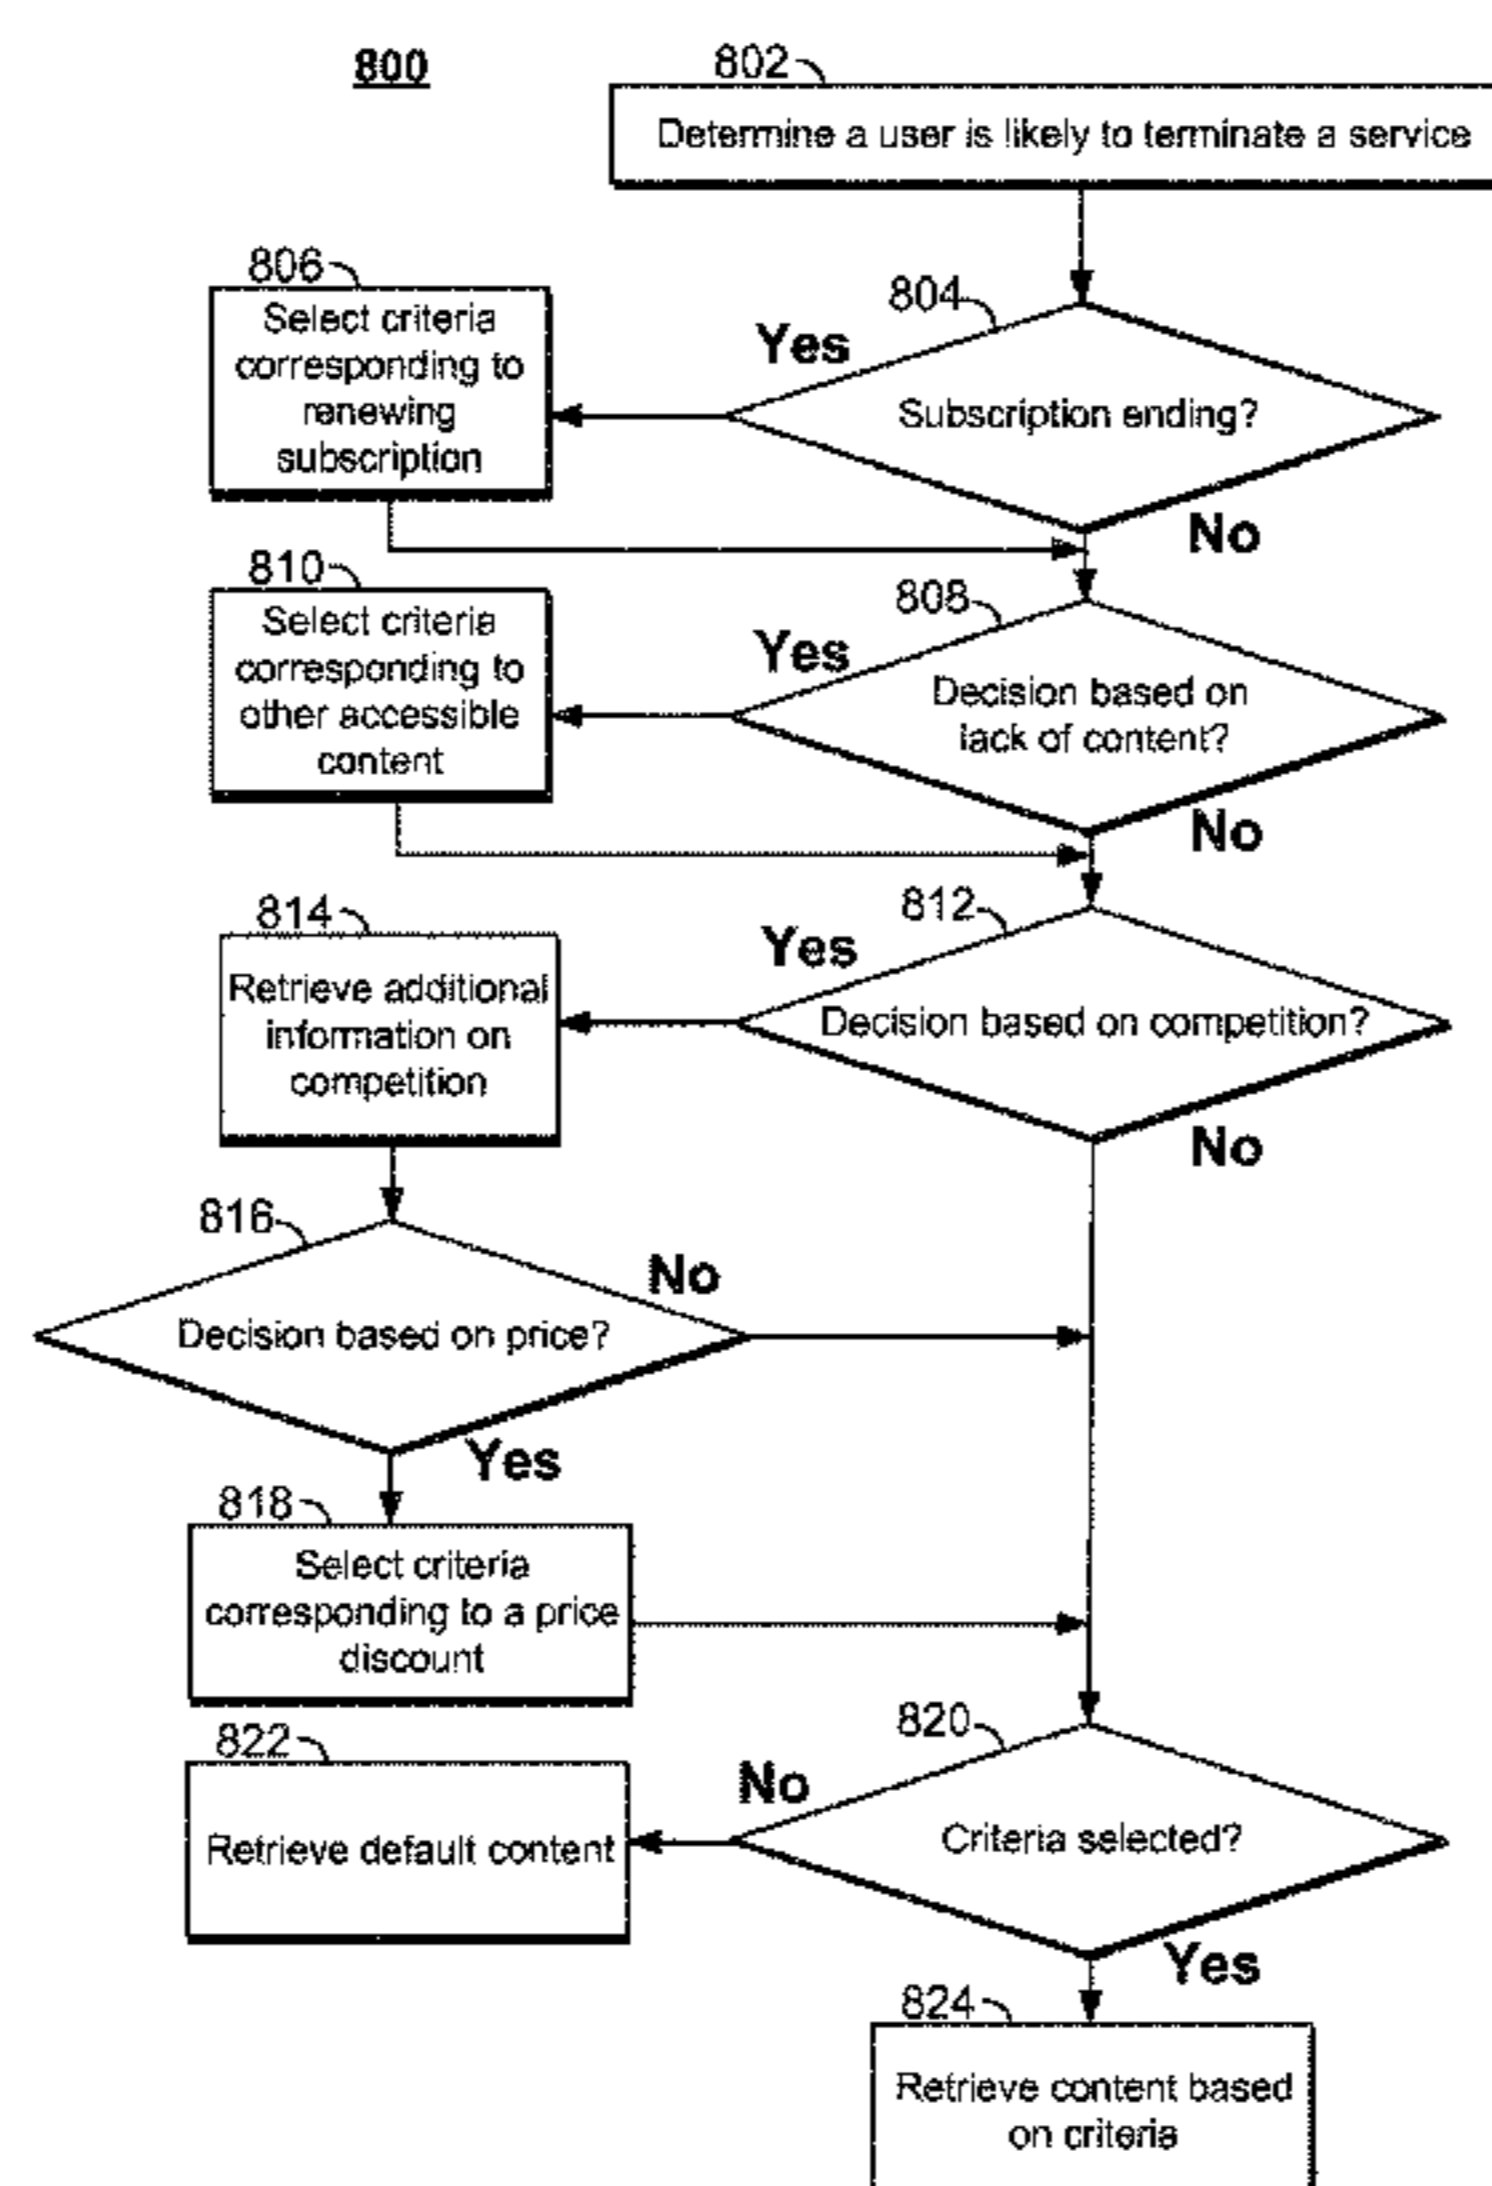 800
802
Determine a user is likely to terminate a service
806
Select criteria
corresponding to
renewing
subscription
804
Yes
Subscription ending?
No
810
Select criteria
corresponding to
other accessible
content
808
Yes
Decision based on
lack of content?
No
814
Retrieve additional
information on
competition
812
Yes
Decision based on competition?
No
816
No
Decision based on price?
Yes
818
Select criteria
corresponding to a price
discount
822
Retrieve default content
820
No
Criteria selected?
Yes
824
Retrieve content based
on criteria